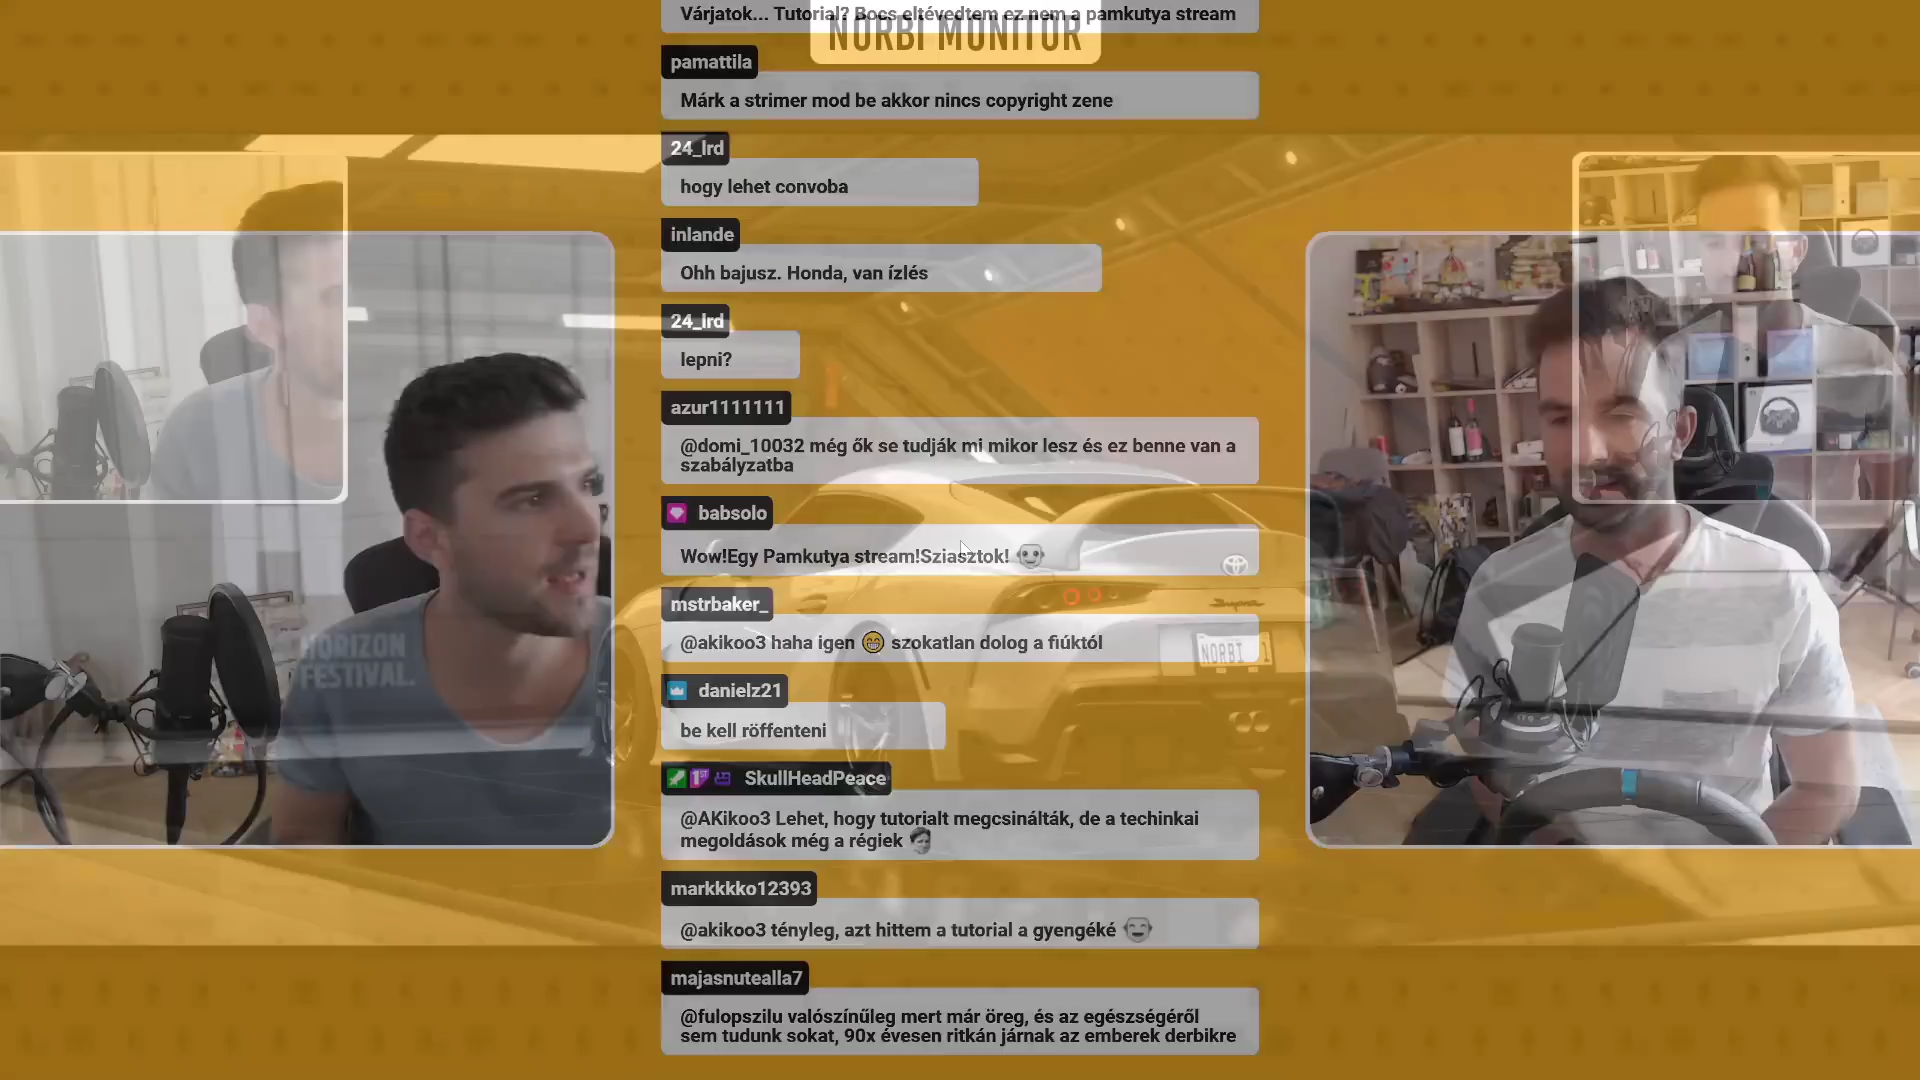 Várjatok... Tutorial? Bocs eltévedtem ez nem a pamkutya stream
NORBI MONITOR
pamattila
Márk a strimer mod be akkor nincs copyright zene
24_lrd
hogy lehet convoba
inlande
Ohh bajusz. Honda, van ízlés
24_lrd
lepni?
azur1111111
@domi_10032 még ők se tudják mi mikor lesz és ez benne van a
szabályzatba
babsolo
Wow!Egy Pamkutya stream!Sziasztok!
mstrbaker_
@akikoo3 haha igen 😁 szokatlan dolog a fiúktól
HORIZON
FESTIVAL.
Supra
NORBI 1
danielz21
be kell röffenteni
1ST SkullHeadPeace
@AKikoo3 Lehet, hogy tutorialt megcsinálták, de a techinkai
megoldások még a régiek
markkkko12393
@akikoo3 tényleg, azt hittem a tutorial a gyengéké
majasnutealla7
@fulopszilu valószínűleg mert már öreg, és az egészségéről
sem tudunk sokat, 90x évesen ritkán járnak az emberek derbikre